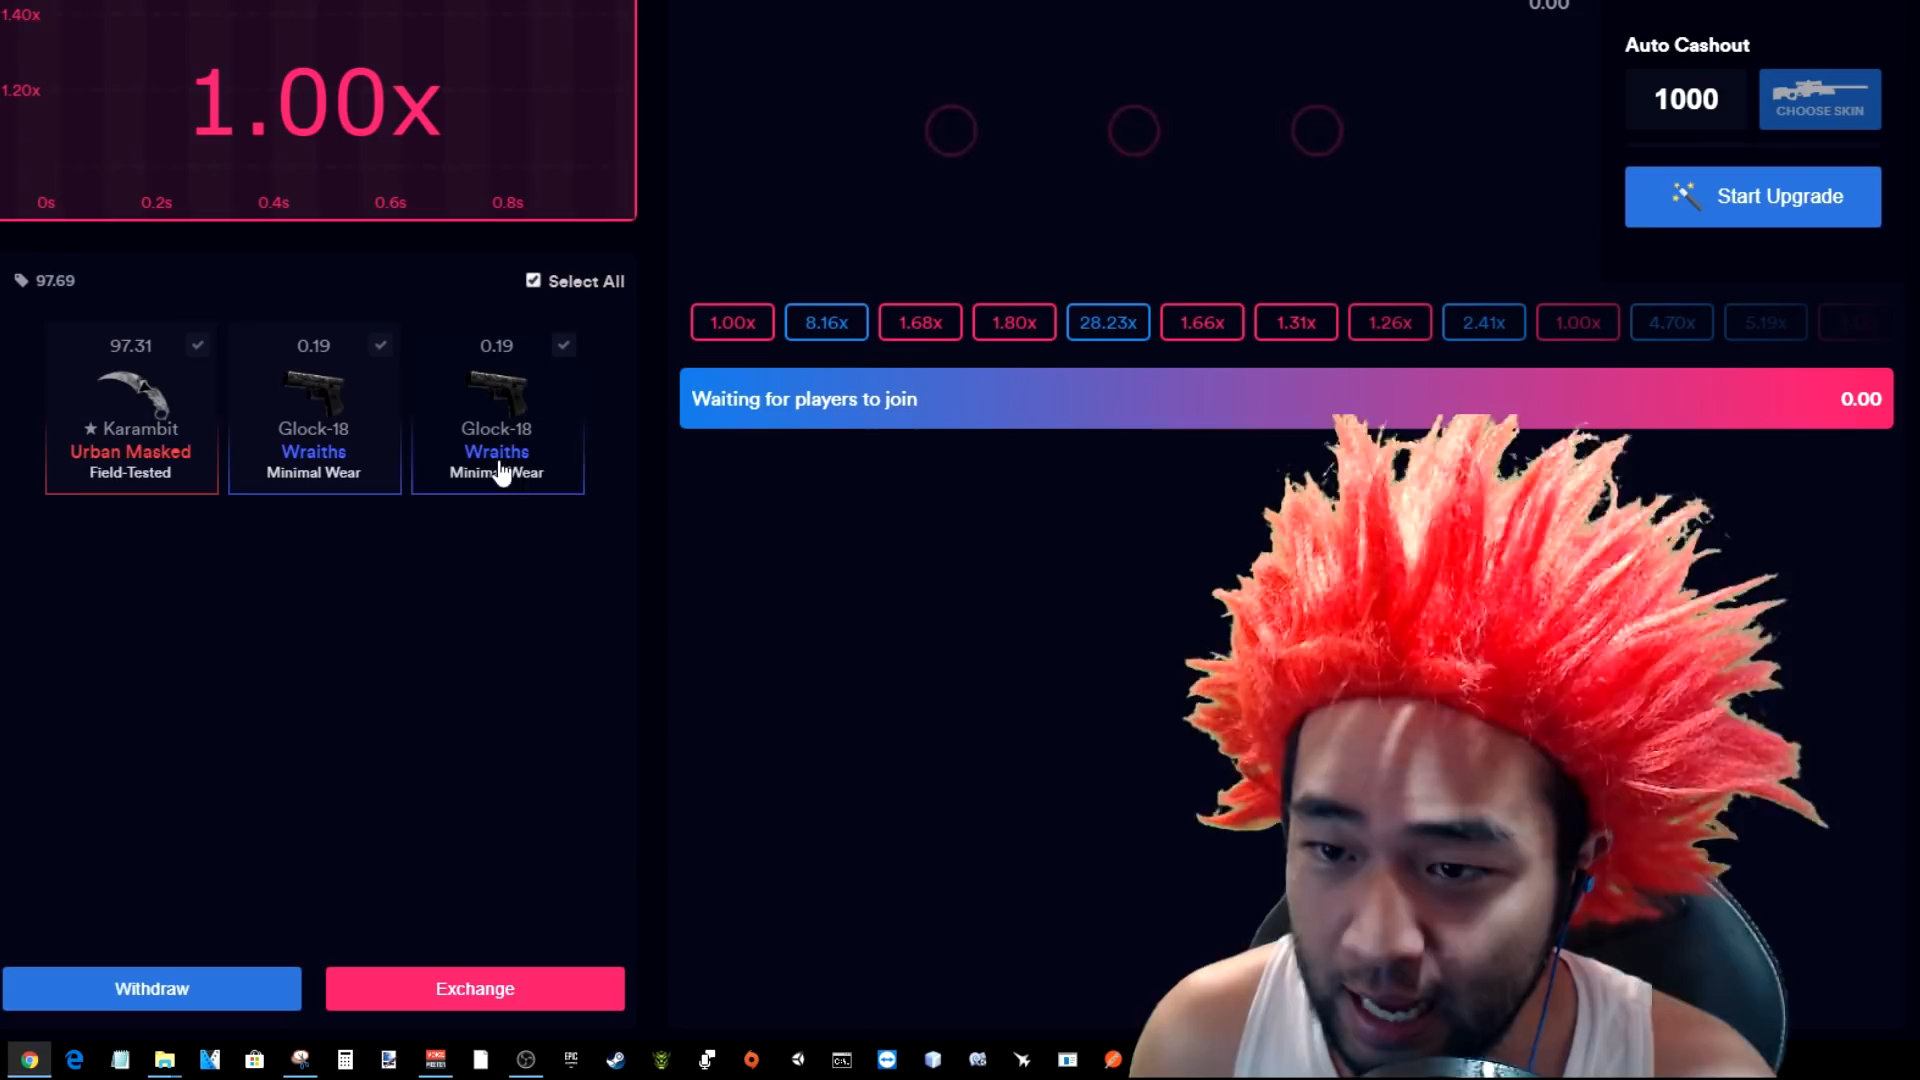 0.00
1.40x
Auto Cashout
1.20x
1.00x
1000
CHOOSE SKIN
Start Upgrade
0s 0.2s 0.4s 0.6s 0.8s
97.69
Select All
1.00x 8.16x 1.68x 1.80x 28.23x 1.66x 1.31x 1.26x 2.41x 1.00x 4.70x 5.19x
97.31
★ Karambit
Urban Masked
Field-Tested
0.19
Glock-18
Wraiths
Minimal Wear
0.19
Glock-18
Wraiths
Minimal Wear
Waiting for players to join 0.00
Withdraw
Exchange
EPIC